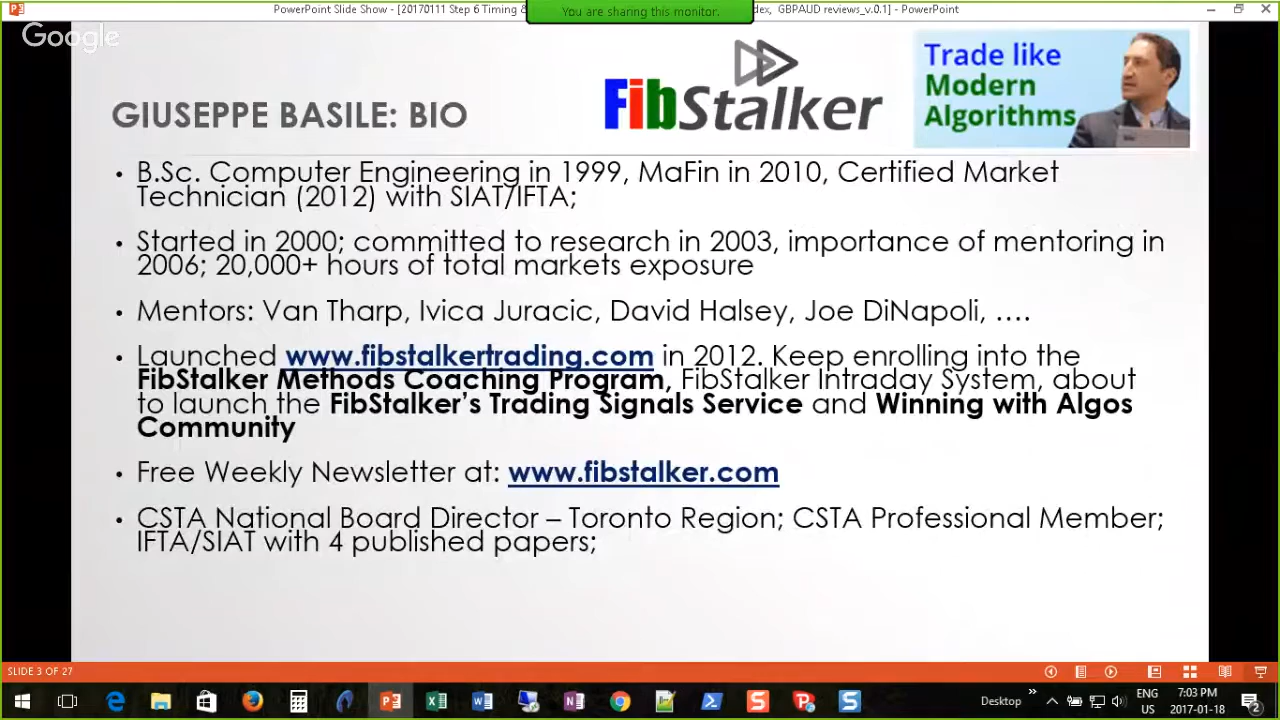 PowerPoint Slide Show - [20170111 Step 6 Timing &
You are sharing this monitor.
dex, GBPAUD reviews_v.0.1] - PowerPoint
Google
FibStalker
Trade like
Modern
Algorithms
GIUSEPPE BASILE: BIO
• B.Sc. Computer Engineering in 1999, MaFin in 2010, Certified Market
Technician (2012) with SIAT/IFTA;
• Started in 2000; committed to research in 2003, importance of mentoring in
2006; 20,000+ hours of total markets exposure
• Mentors: Van Tharp, Ivica Juracic, David Halsey, Joe DiNapoli, ....
• Launched www.fibstalkertrading.com in 2012. Keep enrolling into the
FibStalker Methods Coaching Program, FibStalker Intraday System, about
to launch the FibStalker's Trading Signals Service and Winning with Algos
Community
• Free Weekly Newsletter at: www.fibstalker.com
• CSTA National Board Director – Toronto Region; CSTA Professional Member;
IFTA/SIAT with 4 published papers;
SLIDE 3 OF 27
Desktop
ENG
US
7:03 PM
2017-01-18
2